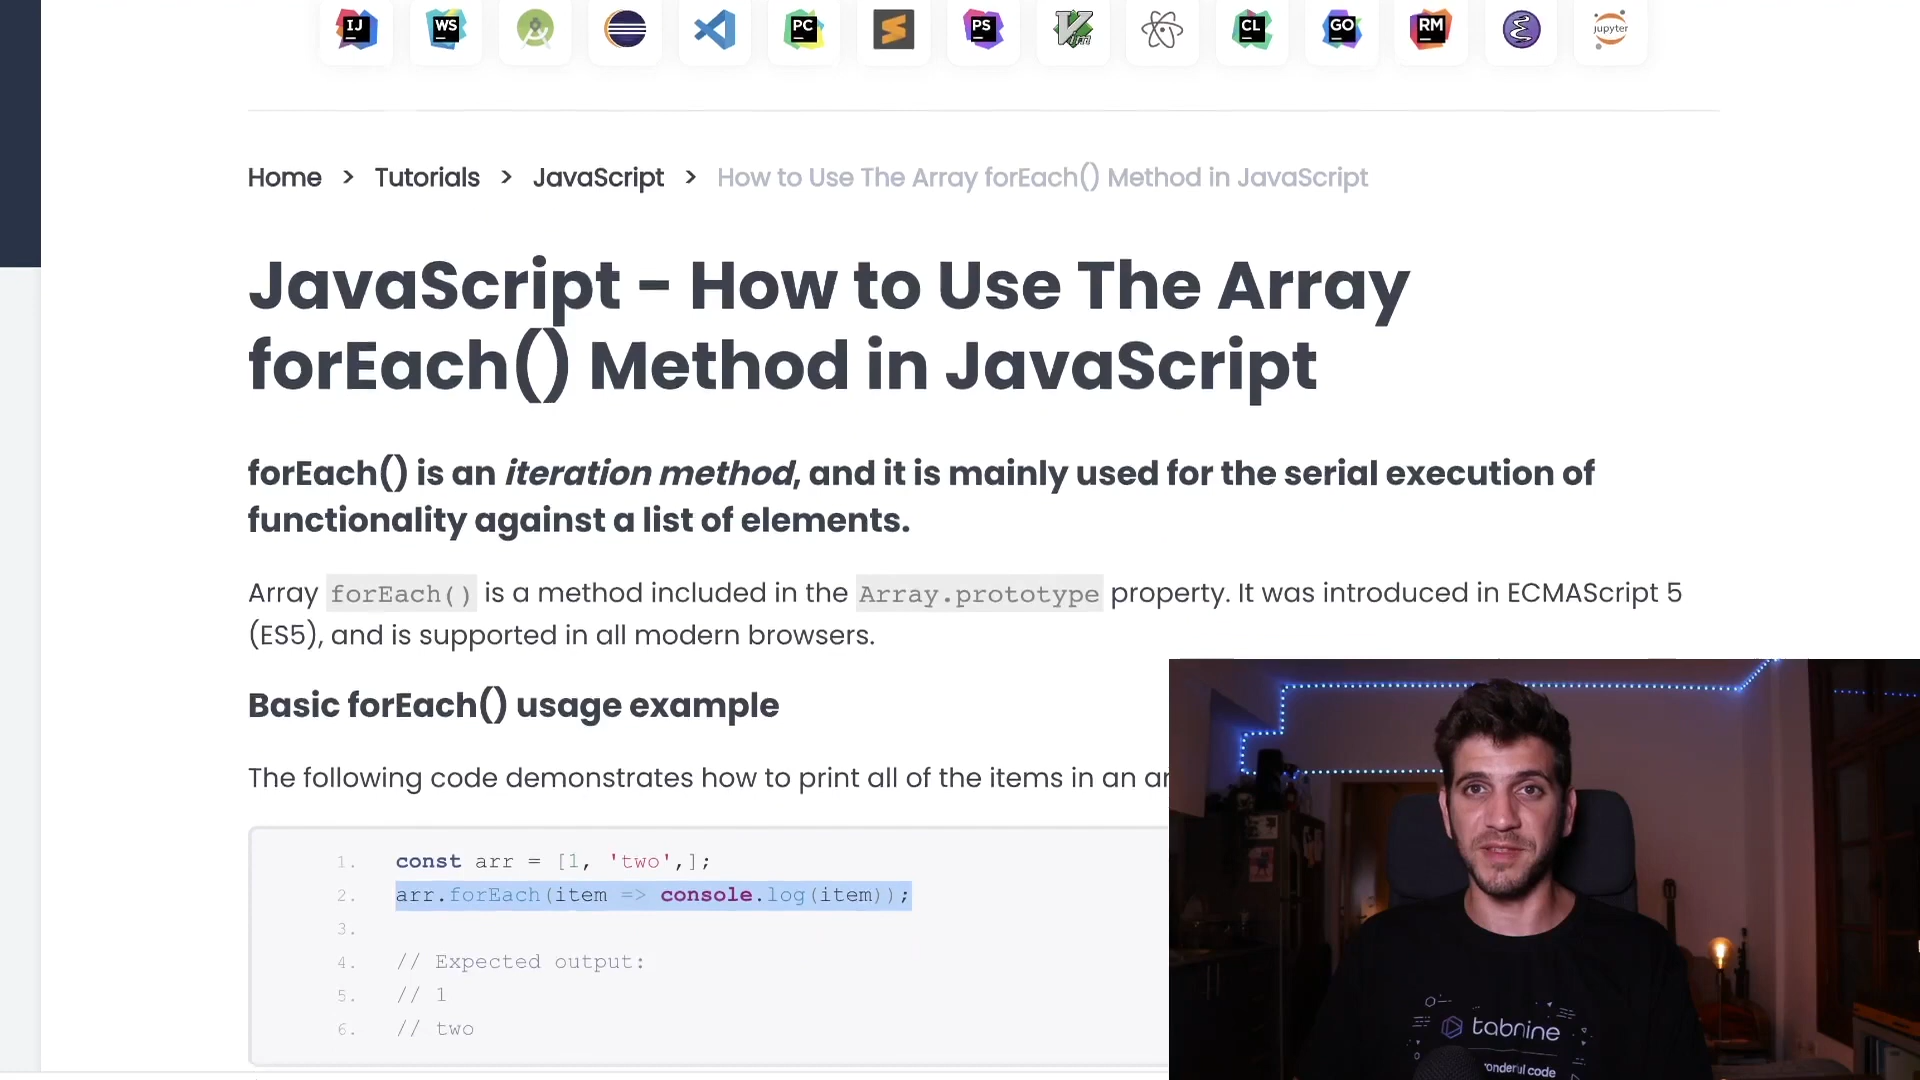 IJ WS PC PS Vim CL GO RM jupyter
Home > Tutorials > JavaScript > How to Use The Array forEach() Method in JavaScript
JavaScript - How to Use The Array
forEach() Method in JavaScript
forEach() is an iteration method, and it is mainly used for the serial execution of
functionality against a list of elements.
Array forEach() is a method included in the Array.prototype property. It was introduced in ECMAScript 5
(ES5), and is supported in all modern browsers.
Basic forEach() usage example
The following code demonstrates how to print all of the items in an
1. const arr = [1, 'two',];
2. arr.forEach(item => console.log(item));
3.
4. // Expected output:
5. // 1
6. // two
tabnine
code